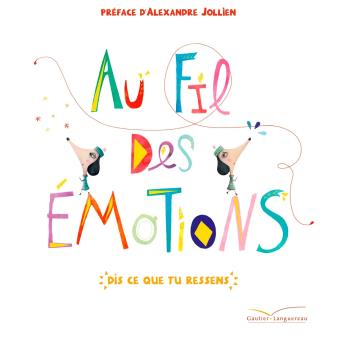 PRÉFACE D'ALEXANDRE JOLLIEN
AU FIL
DES
ÉMOTIONS
DIS CE QUE TU RESSENS
Gautier-Languereau